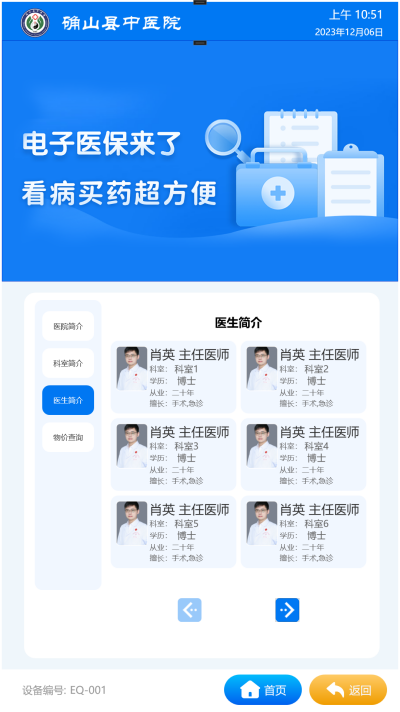 确山县中医院
上午 10:51
2023年12月06日
电子医保来了
看病买药超方便
医院简介
科室简介
医生简介
物价查询
医生简介
肖英 主任医师
科室： 科室1
学历： 博士
从业：二十年
擅长：手术,急诊
肖英 主任医师
科室： 科室2
学历： 博士
从业：二十年
擅长：手术,急诊
肖英 主任医师
科室： 科室3
学历： 博士
从业：二十年
擅长：手术,急诊
肖英 主任医师
科室： 科室4
学历： 博士
从业：二十年
擅长：手术,急诊
肖英 主任医师
科室： 科室5
学历： 博士
从业：二十年
擅长：手术,急诊
肖英 主任医师
科室： 科室6
学历： 博士
从业：二十年
擅长：手术,急诊
设备编号: EQ-001
首页
返回